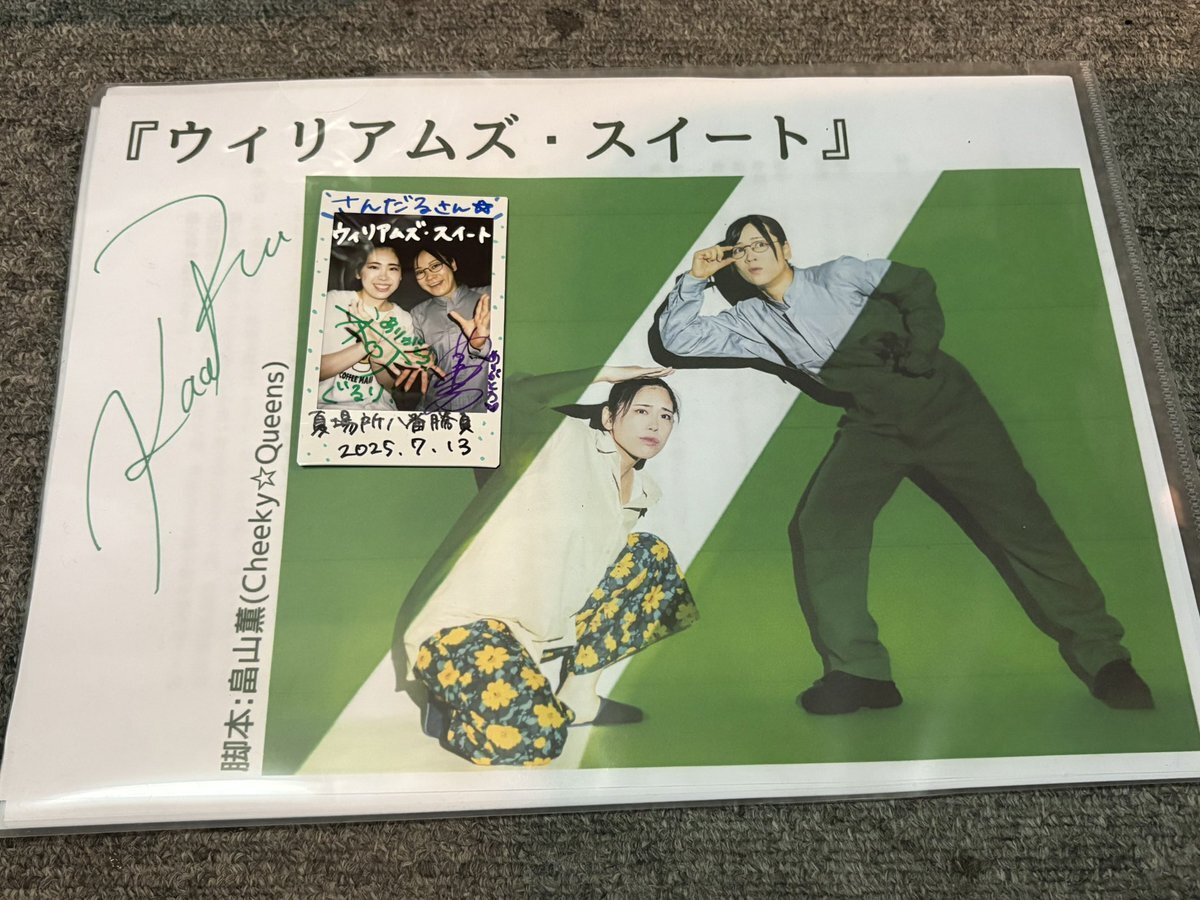 『ウィリアムズ・スイート』
さんだるさん☆
ウィリアムズ・スイート
ありがとう
COFFEE
ぐるり
夏場所八番勝負
2025.7.13
脚本:畠山薫(Cheeky☆Queens)